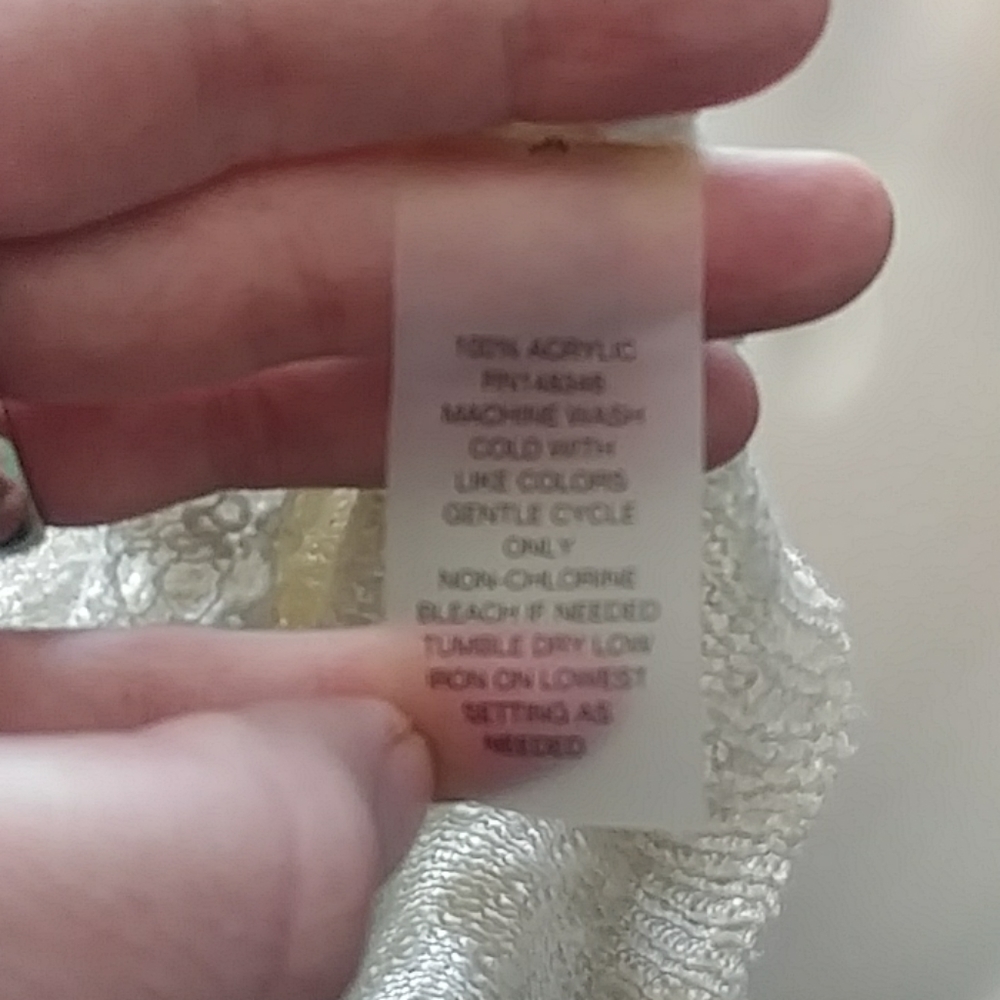 100% ACRYLIC
MACHINE WASH
COLD WITH
LIKE COLORS
GENTLE CYCLE
ONLY
NON-CHLORINE
BLEACH IF NEEDED
TUMBLE DRY LOW
IRON ON LOWEST
SETTING AS
NEEDED